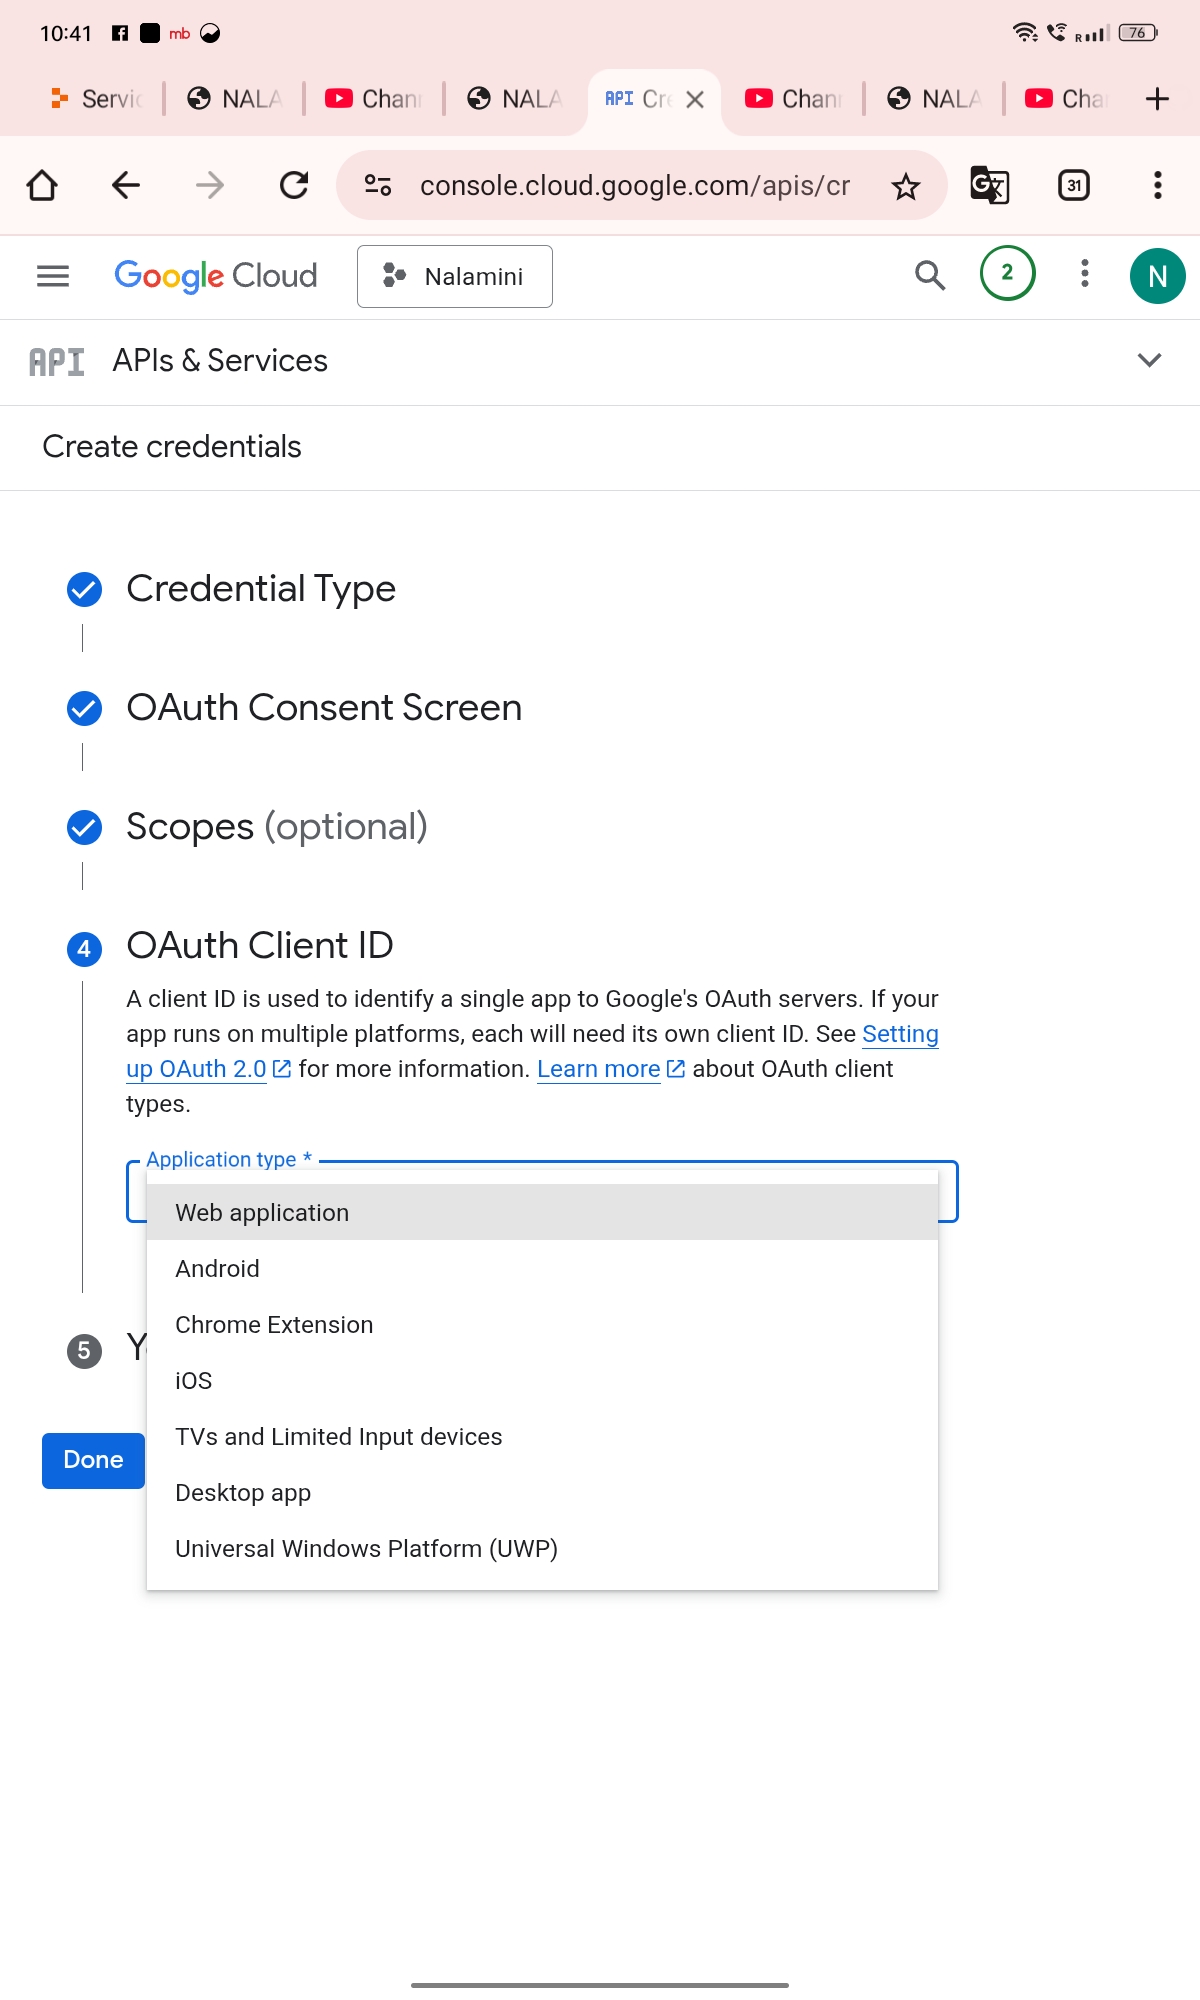 10:41 mb R 76
Servic NALA Chan NALA API Cre Chan NALA Cha
console.cloud.google.com/apis/cr 31
Google Cloud Nalamini 2 N
API APIs & Services
Create credentials
Credential Type
OAuth Consent Screen
Scopes (optional)
4 OAuth Client ID
A client ID is used to identify a single app to Google's OAuth servers. If your
app runs on multiple platforms, each will need its own client ID. See Setting
up OAuth 2.0 for more information. Learn more about OAuth client
types.
Application type *
Web application
Android
Chrome Extension
5 Y
iOS
TVs and Limited Input devices
Done
Desktop app
Universal Windows Platform (UWP)